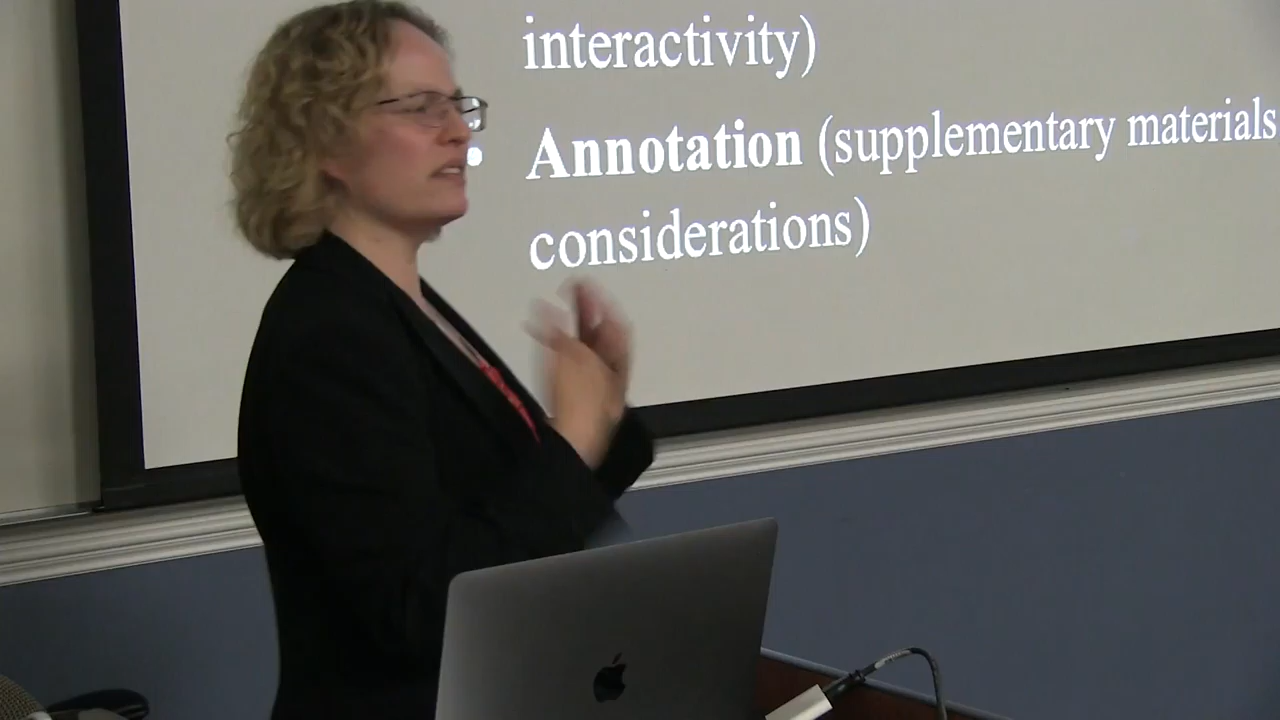 interactivity)
• Annotation (supplementary materials
considerations)